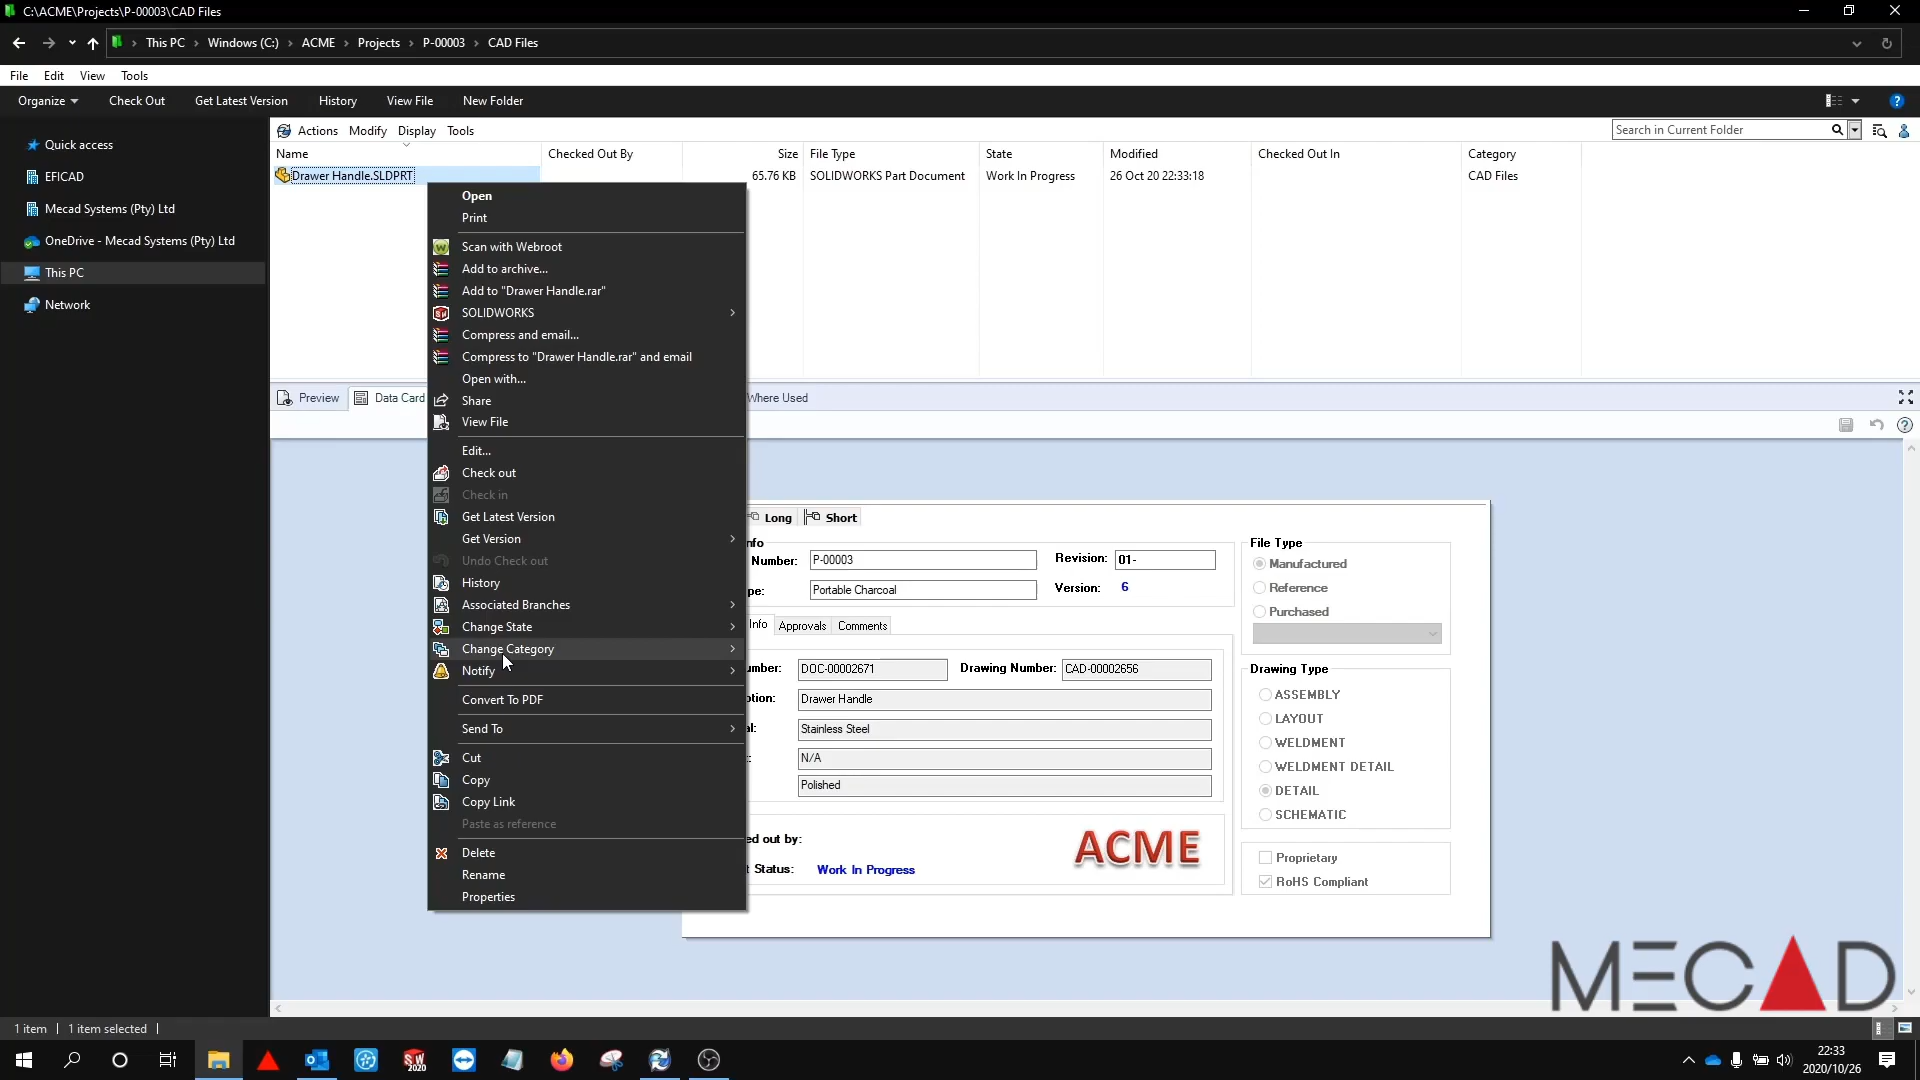 C:\ACME\Projects\P-00003\CAD Files
This PC > Windows (C:) > ACME > Projects > P-00003 > CAD Files
File Edit View Tools
Organize Check Out Get Latest Version History View File New Folder
Quick access
EFICAD
Mecad Systems (Pty) Ltd
OneDrive - Mecad Systems (Pty) Ltd
This PC
Network
Actions Modify Display Tools
Search in Current Folder
Name Checked Out By Size File Type State Modified Checked Out In Category
Drawer Handle.SLDPRT 65.76 KB SOLIDWORKS Part Document Work In Progress 26 Oct 20 22:33:18 CAD Files
Open
Print
Scan with Webroot
Add to archive...
Add to "Drawer Handle.rar"
SOLIDWORKS
Compress and email...
Compress to "Drawer Handle.rar" and email
Open with...
Share
View File
Edit...
Check out
Check in
Get Latest Version
Get Version
Undo Check out
History
Associated Branches
Change State
Change Category
Notify
Convert To PDF
Send To
Cut
Copy
Copy Link
Paste as reference
Delete
Rename
Properties
Preview Data Card Where Used
Long Short
nfo
Number: P-00003 Revision: 01-
pe: Portable Charcoal Version: 6
Info Approvals Comments
umber: DOC-00002671 Drawing Number: CAD-00002656
otion: Drawer Handle
al: Stainless Steel
: N/A
Polished
ed out by:
t Status: Work In Progress
ACME
File Type
Manufactured
Reference
Purchased
Drawing Type
ASSEMBLY
LAYOUT
WELDMENT
WELDMENT DETAIL
DETAIL
SCHEMATIC
Proprietary
RoHS Compliant
MECAD
1 item 1 item selected
SW
2020
22:33
2020/10/26